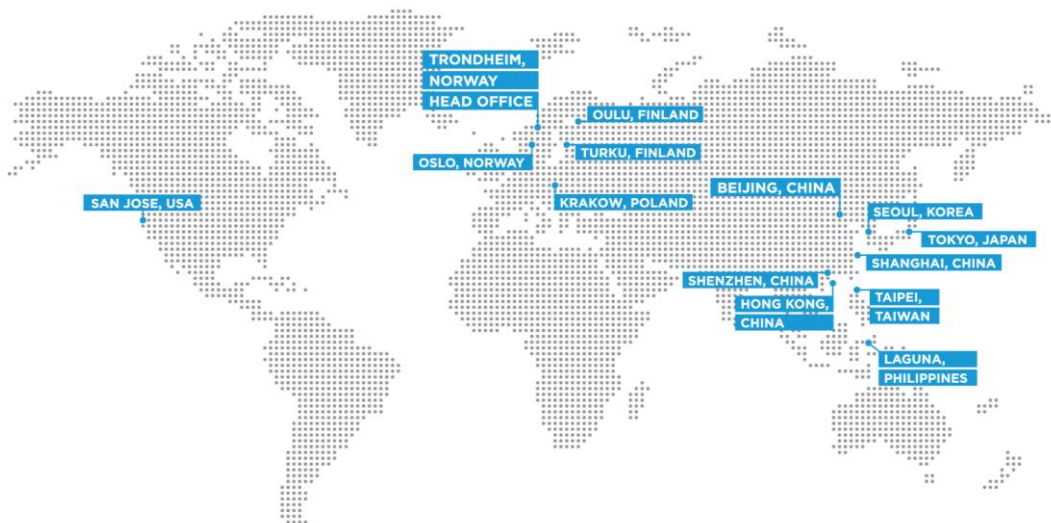 TRONDHEIM,
NORWAY
HEAD OFFICE
OULU, FINLAND
OSLO, NORWAY
TURKU, FINLAND
BEIJING, CHINA
SAN JOSE, USA
KRAKOW, POLAND
SEOUL, KOREA
TOKYO, JAPAN
SHANGHAI, CHINA
SHENZHEN, CHINA
HONG KONG,
CHINA
TAIPEI,
TAIWAN
LAGUNA,
PHILIPPINES